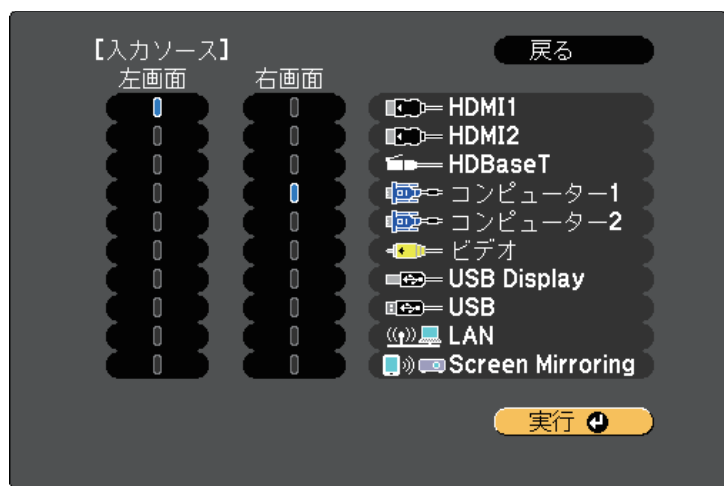 【入力ソース】
戻る
左画面 右画面
HDMI1
HDMI2
HDBaseT
コンピューター1
コンピューター2
ビデオ
USB Display
USB
LAN
Screen Mirroring
実行